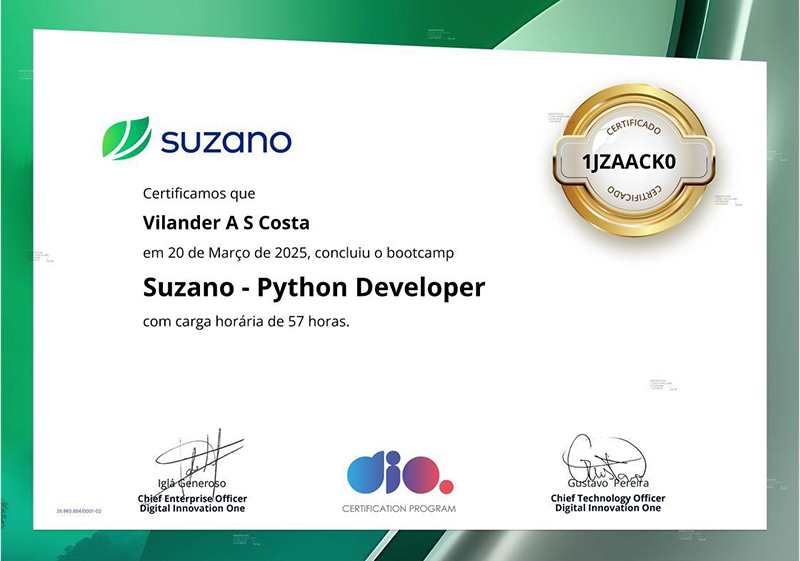 suzano
CERTIFICADO
1JZAACK0
CERTIFICADO
Certificamos que
Vilander A S Costa
em 20 de Março de 2025, concluiu o bootcamp
Suzano - Python Developer
com carga horária de 57 horas.
dio.
CERTIFICATION PROGRAM
Iglá Generoso
Chief Enterprise Officer
Digital Innovation One
Gustavo Pereira
Chief Technology Officer
Digital Innovation One